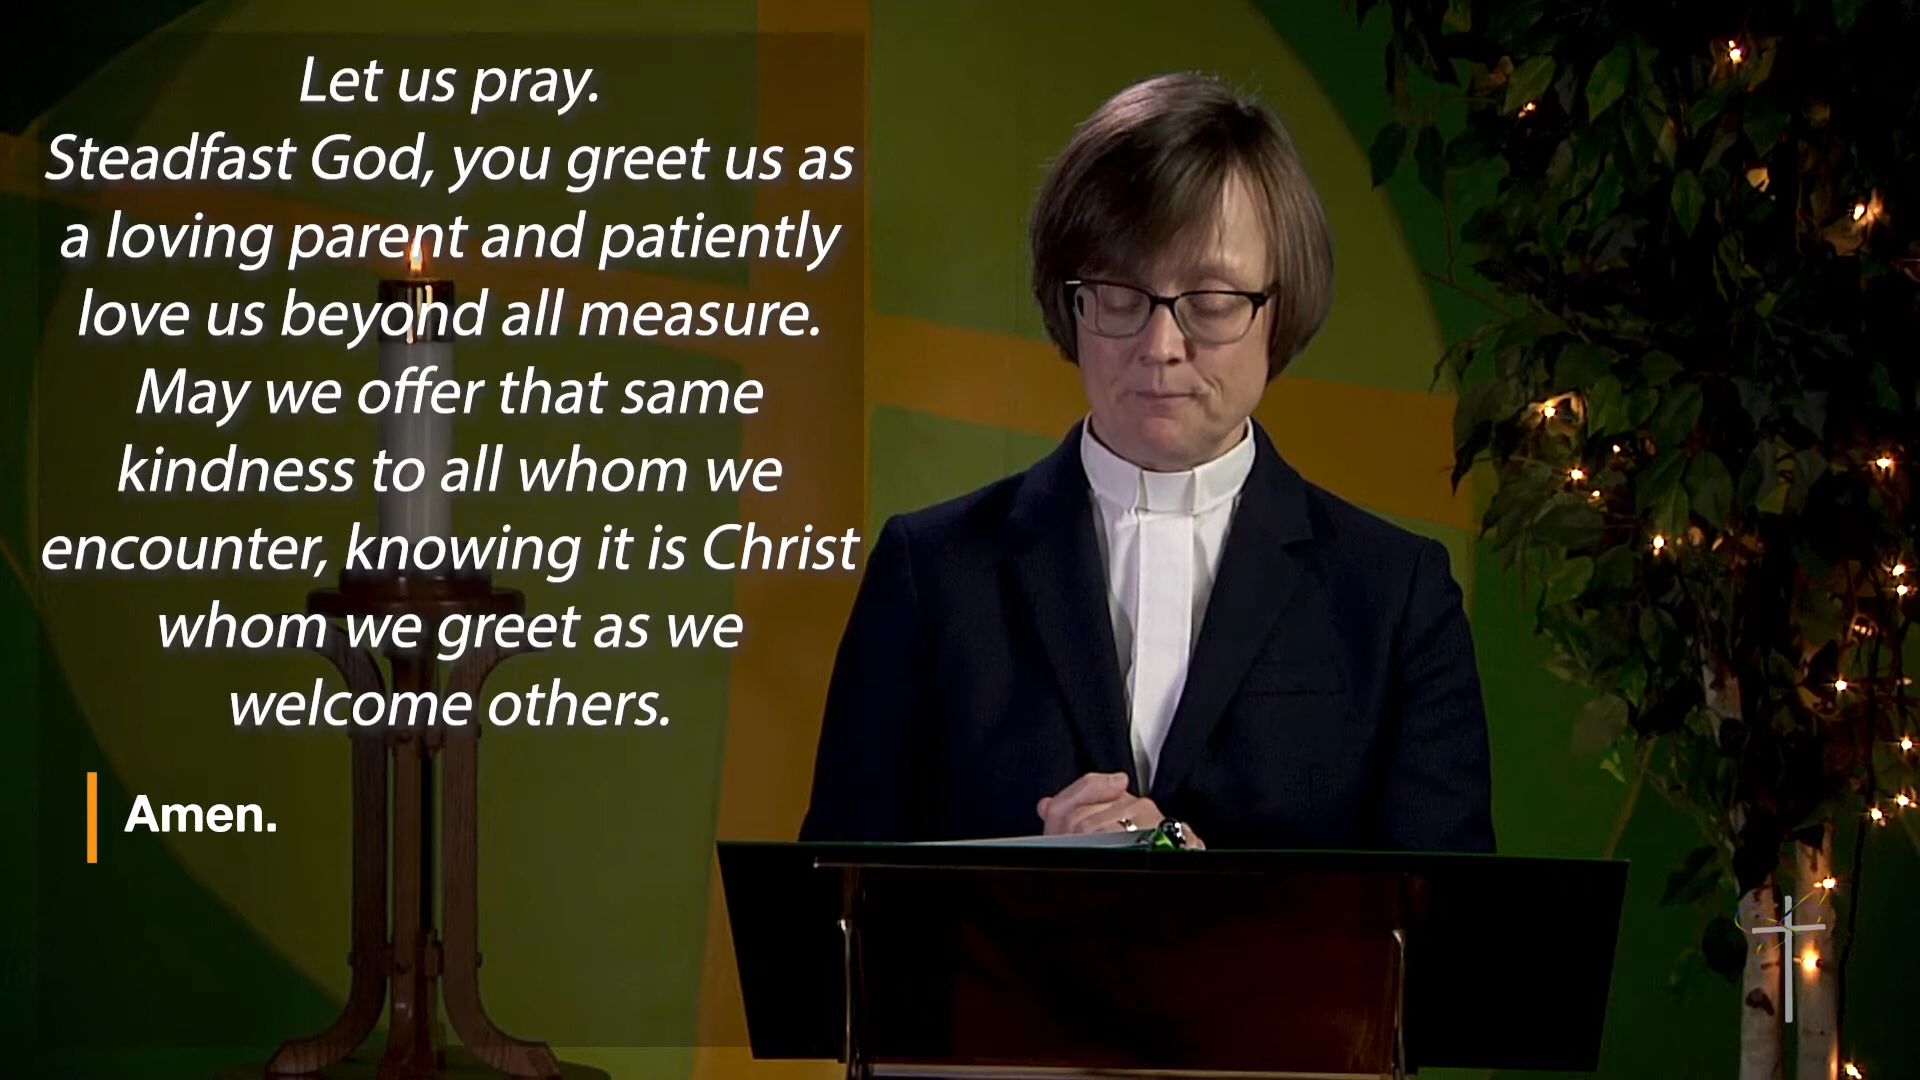 Let us pray.
Steadfast God, you greet us as
a loving parent and patiently
love us beyond all measure.
May we offer that same
kindness to all whom we
encounter, knowing it is Christ
whom we greet as we
welcome others.
Amen.